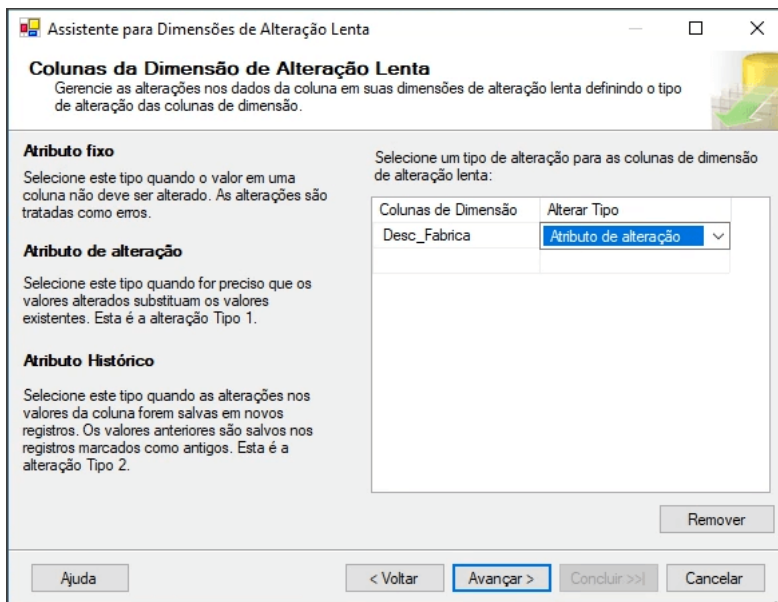 Assistente para Dimensões de Alteração Lenta
Colunas da Dimensão de Alteração Lenta
Gerencie as alterações nos dados da coluna em suas dimensões de alteração lenta definindo o tipo
de alteração das colunas de dimensão.
Atributo fixo
Selecione este tipo quando o valor em uma
coluna não deve ser alterado. As alterações são
tratadas como erros.
Atributo de alteração
Selecione este tipo quando for preciso que os
valores alterados substituam os valores
existentes. Esta é a alteração Tipo 1.
Atributo Histórico
Selecione este tipo quando as alterações nos
valores da coluna forem salvas em novos
registros. Os valores anteriores são salvos nos
registros marcados como antigos. Esta é a
alteração Tipo 2.
Selecione um tipo de alteração para as colunas de dimensão
de alteração lenta:
Colunas de Dimensão Alterar Tipo
Desc_Fabrica Atributo de alteração
Remover
Ajuda < Voltar Avançar > Concluir >>| Cancelar